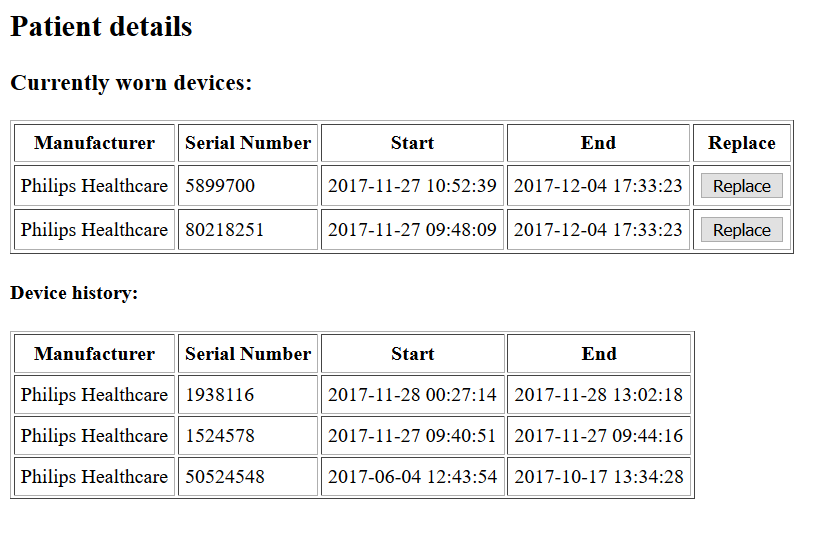 Patient details
Currently worn devices:
Manufacturer Serial Number Start End Replace
Philips Healthcare 5899700 2017-11-27 10:52:39 2017-12-04 17:33:23 Replace
Philips Healthcare 80218251 2017-11-27 09:48:09 2017-12-04 17:33:23 Replace
Device history:
Manufacturer Serial Number Start End
Philips Healthcare 1938116 2017-11-28 00:27:14 2017-11-28 13:02:18
Philips Healthcare 1524578 2017-11-27 09:40:51 2017-11-27 09:44:16
Philips Healthcare 50524548 2017-06-04 12:43:54 2017-10-17 13:34:28